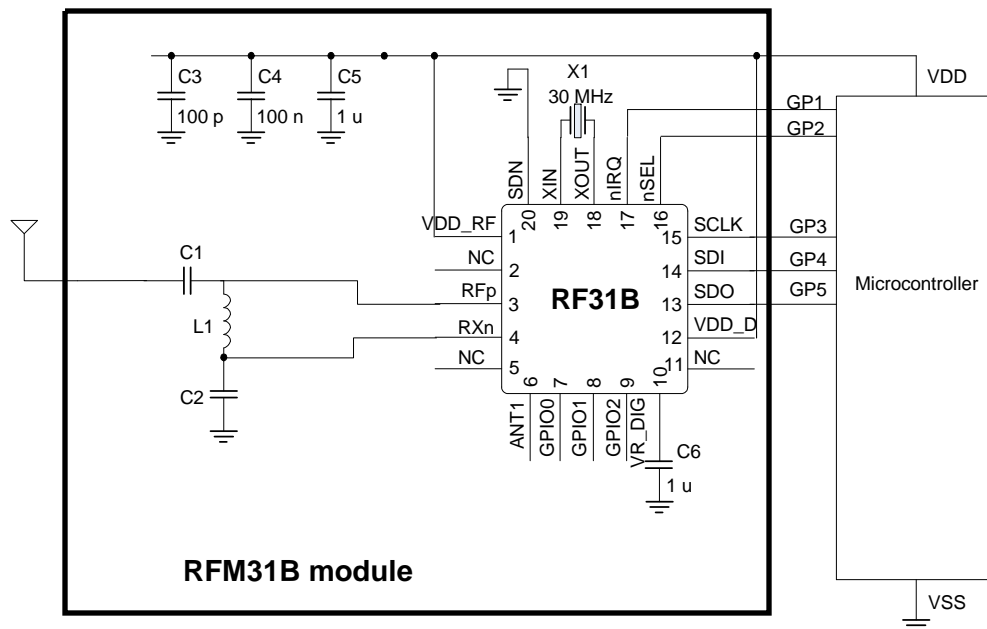 C3
100 p
C4
100 n
C5
1 u
X1
30 MHz
VDD
GP1
GP2
SDN
XIN
XOUT
nIRQ
nSEL
20
19
18
17
16
VDD_RF
1
15
SCLK
GP3
NC
2
14
SDI
GP4
C1
RFp
3
RF31B
13
SDO
GP5
Microcontroller
L1
RXn
4
12
VDD_D
NC
5
11
NC
6
7
8
9
10
C2
ANT1
GPIO0
GPIO1
GPIO2
VR_DIG
C6
1 u
RFM31B module
VSS